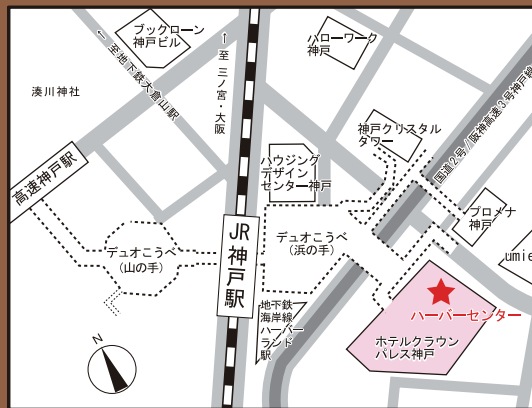 ブックローン
神戸ビル
← 至地下鉄大倉山駅
← 至 三ノ宮・大阪
ハローワーク
神戸
湊川神社
国道2号/阪神高速3号神戸線
神戸クリスタル
タワー
高速神戸駅
ハウジング
デザイン
センター神戸
プロメナ
神戸
デュオこうべ
(山の手)
JR神戸駅
デュオこうべ
(浜の手)
umie
ハーバーセンター
地下鉄
海岸線
ハーバー
ランド
駅
ホテルクラウン
パレス神戸
N